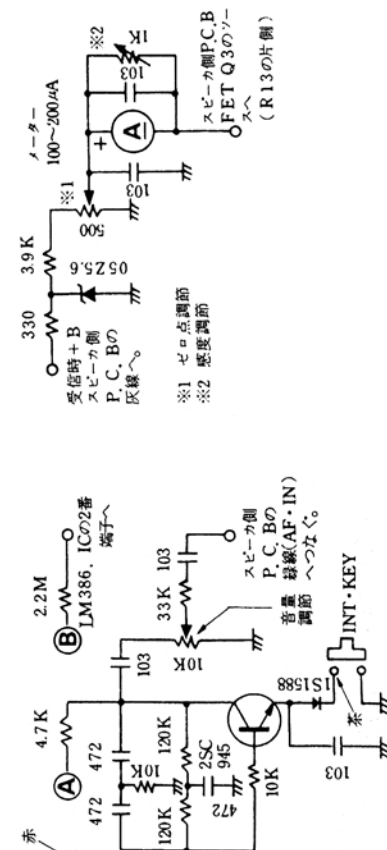 メーター
100~200μA
※1
※2
1K
103
+
A
103
500
3.9K
330
05Z5.6
受信時+B
スピーカ側
P.C.Bの
灰線へ。
スピーカ側P.C.B
FET Q3のソー
スへ
(R13の片側)
※1 ゼロ点調節
※2 感度調節
赤
A
4.7K
B
2.2M
LM386, ICの2番
端子へ
472
472
10K
103
120K
120K
472
2SC
945
10K
33K
103
10K
音量
調節
スピーカ側
P.C.Bの
緑線(AF・IN)
へつなぐ。
1S1588
103
茶
INT・KEY